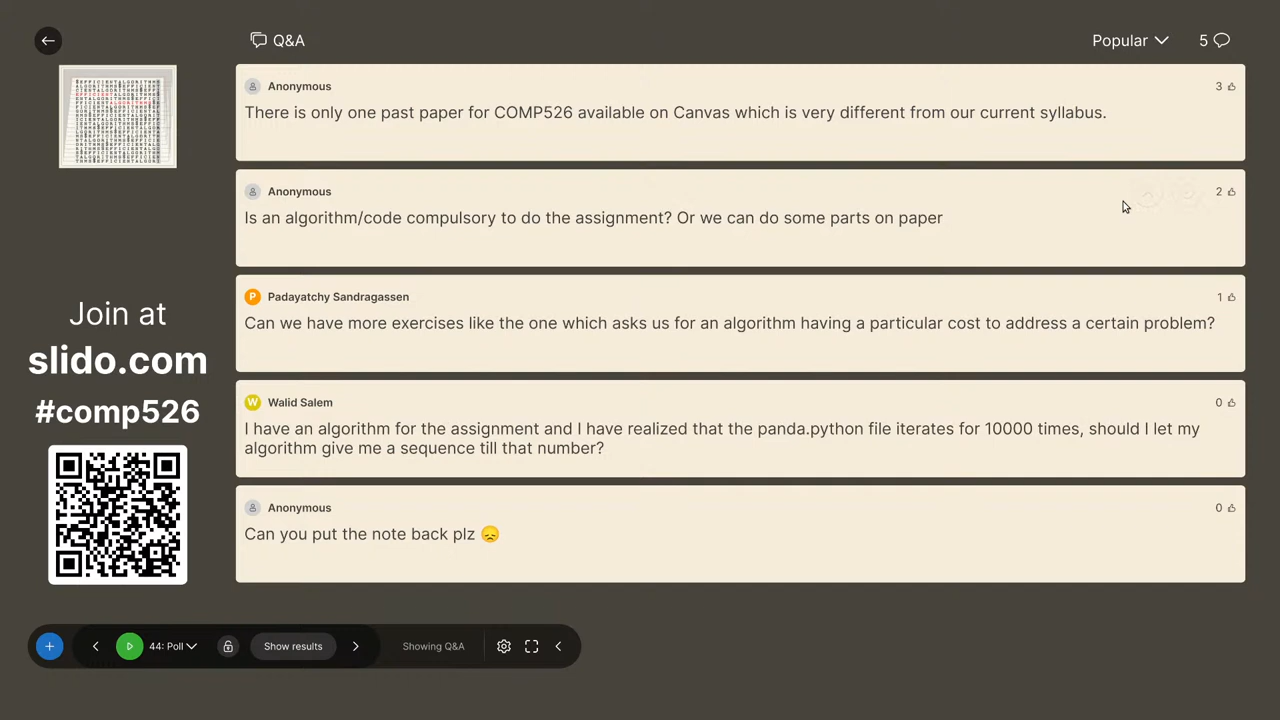 Q&A
Popular
5
Anonymous
3
There is only one past paper for COMP526 available on Canvas which is very different from our current syllabus.
Anonymous
2
Is an algorithm/code compulsory to do the assignment? Or we can do some parts on paper
P
Padayatchy Sandragassen
1
Can we have more exercises like the one which asks us for an algorithm having a particular cost to address a certain problem?
W
Walid Salem
0
I have an algorithm for the assignment and I have realized that the panda.python file iterates for 10000 times, should I let my
algorithm give me a sequence till that number?
Anonymous
0
Can you put the note back plz 😞
Join at
slido.com
#comp526
44: Poll
Show results
Showing Q&A